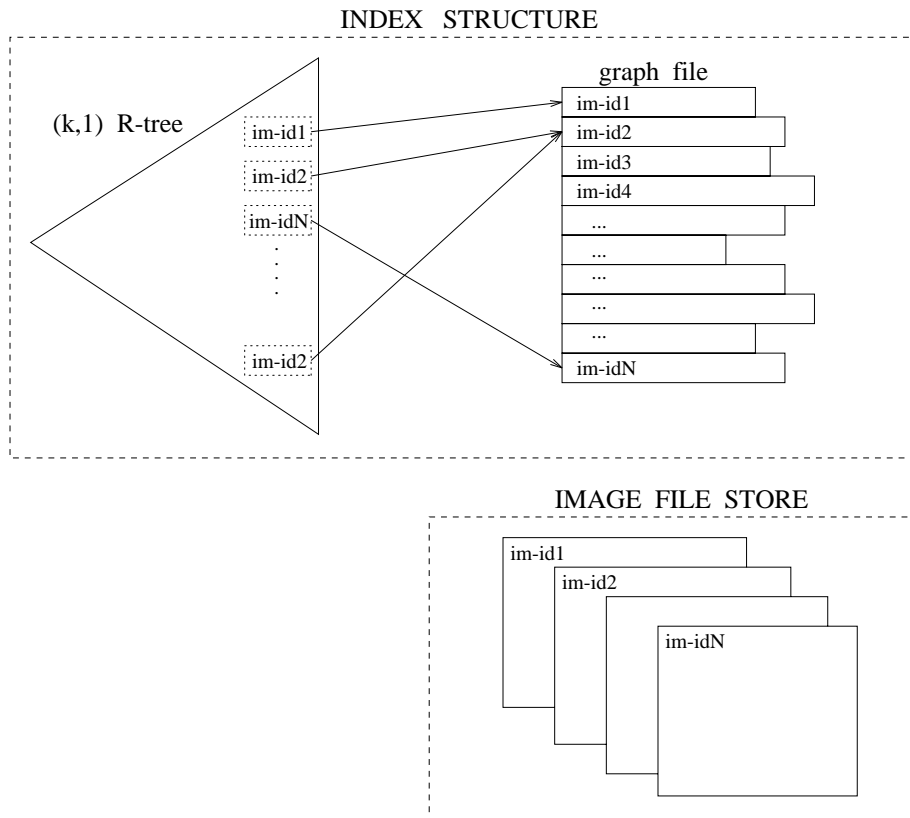 INDEX STRUCTURE
(k,1) R-tree
im-id1
im-id2
im-idN
im-id2
graph file
im-id1
im-id2
im-id3
im-id4
...
...
...
...
...
im-idN
IMAGE FILE STORE
im-id1
im-id2
im-idN